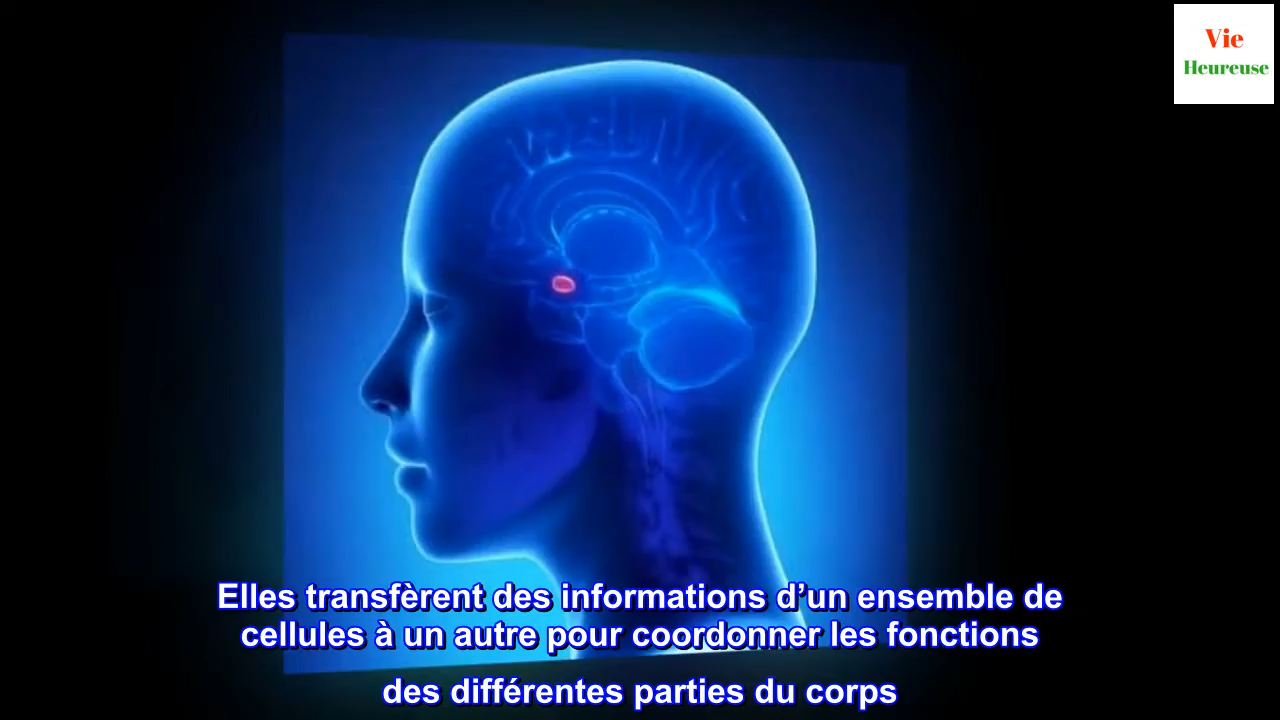 Vie
Heureuse
Elles transfèrent des informations d’un ensemble de
cellules à un autre pour coordonner les fonctions
des différentes parties du corps